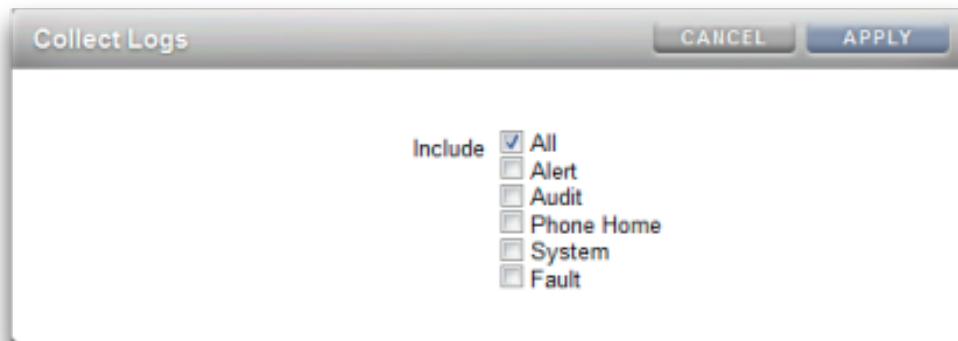 Collect Logs CANCEL APPLY
Include All
Alert
Audit
Phone Home
System
Fault